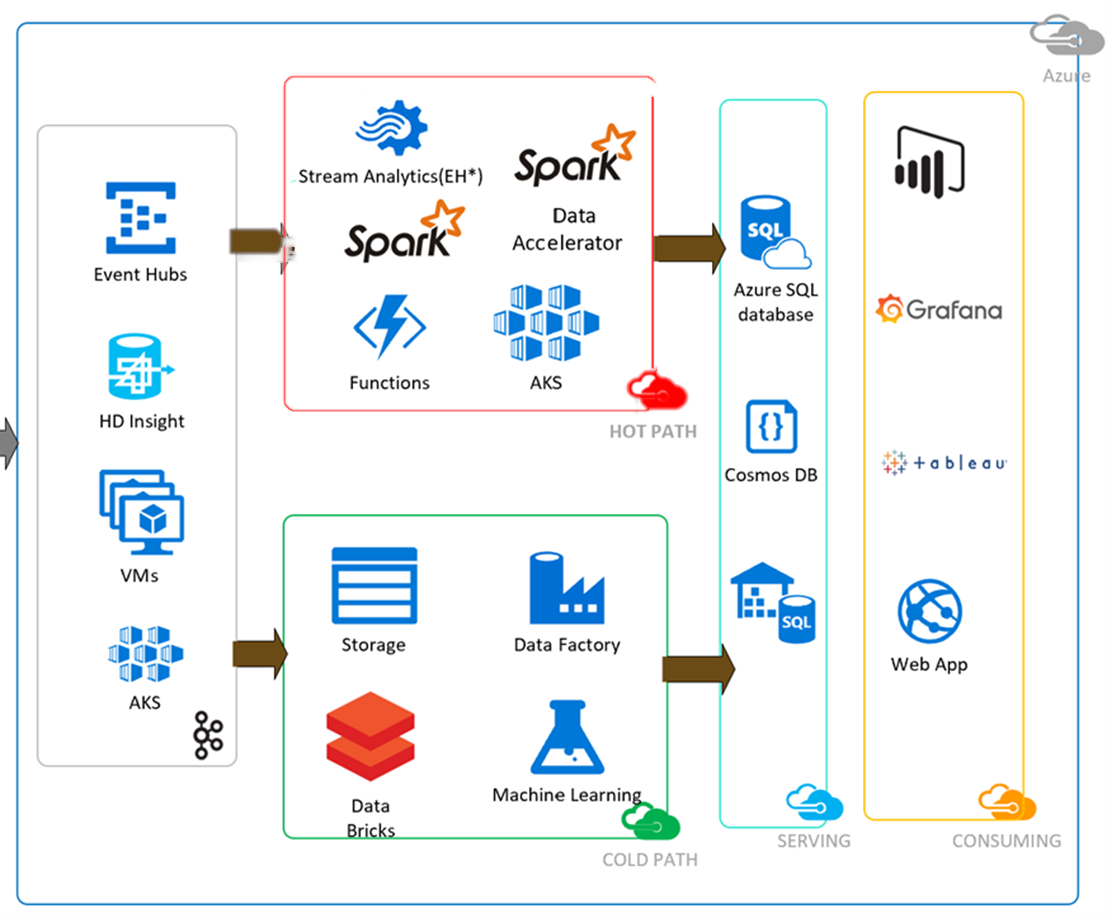 Azure
Event Hubs
HD Insight
VMs
AKS
Stream Analytics(EH*)
Spark
Data
Accelerator
Spark
Functions
AKS
HOT PATH
Storage
Data Factory
Data
Bricks
Machine Learning
COLD PATH
SQL
Azure SQL
database
{}
Cosmos DB
SQL
SERVING
Grafana
+ableau
Web App
CONSUMING